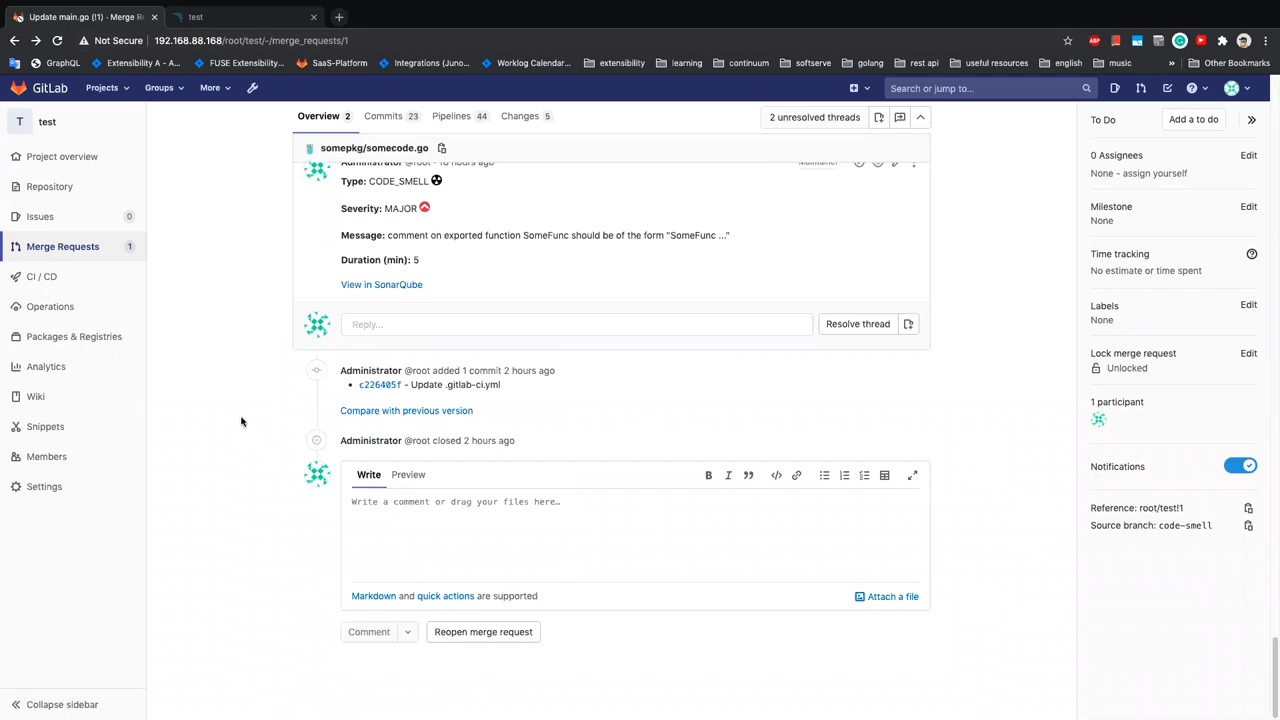 Update main.go (!1) · Merge R
test
Not Secure 192.168.88.168/root/test/-/merge_requests/1
GraphQL Extensibility A - A... FUSE Extensibility... SaaS-Platform Integrations (Juno... Worklog Calendar... extensibility learning continuum softserve golang rest api useful resources english music » Other Bookmarks
GitLab Projects Groups More Search or jump to...
T test
Project overview
Repository
Issues 0
Merge Requests 1
CI / CD
Operations
Packages & Registries
Analytics
Wiki
Snippets
Members
Settings
Collapse sidebar
Overview 2 Commits 23 Pipelines 44 Changes 5 2 unresolved threads
somepkg/somecode.go
Administrator @root · 16 hours ago Maintainer
Type: CODE_SMELL
Severity: MAJOR
Message: comment on exported function SomeFunc should be of the form "SomeFunc ..."
Duration (min): 5
View in SonarQube
Reply... Resolve thread
Administrator @root added 1 commit 2 hours ago
• c226405f - Update .gitlab-ci.yml
Compare with previous version
Administrator @root closed 2 hours ago
Write Preview
Write a comment or drag your files here…
Markdown and quick actions are supported Attach a file
Comment Reopen merge request
To Do Add a to do
0 Assignees Edit
None - assign yourself
Milestone Edit
None
Time tracking
No estimate or time spent
Labels Edit
None
Lock merge request Edit
Unlocked
1 participant
Notifications
Reference: root/test!1
Source branch: code-smell